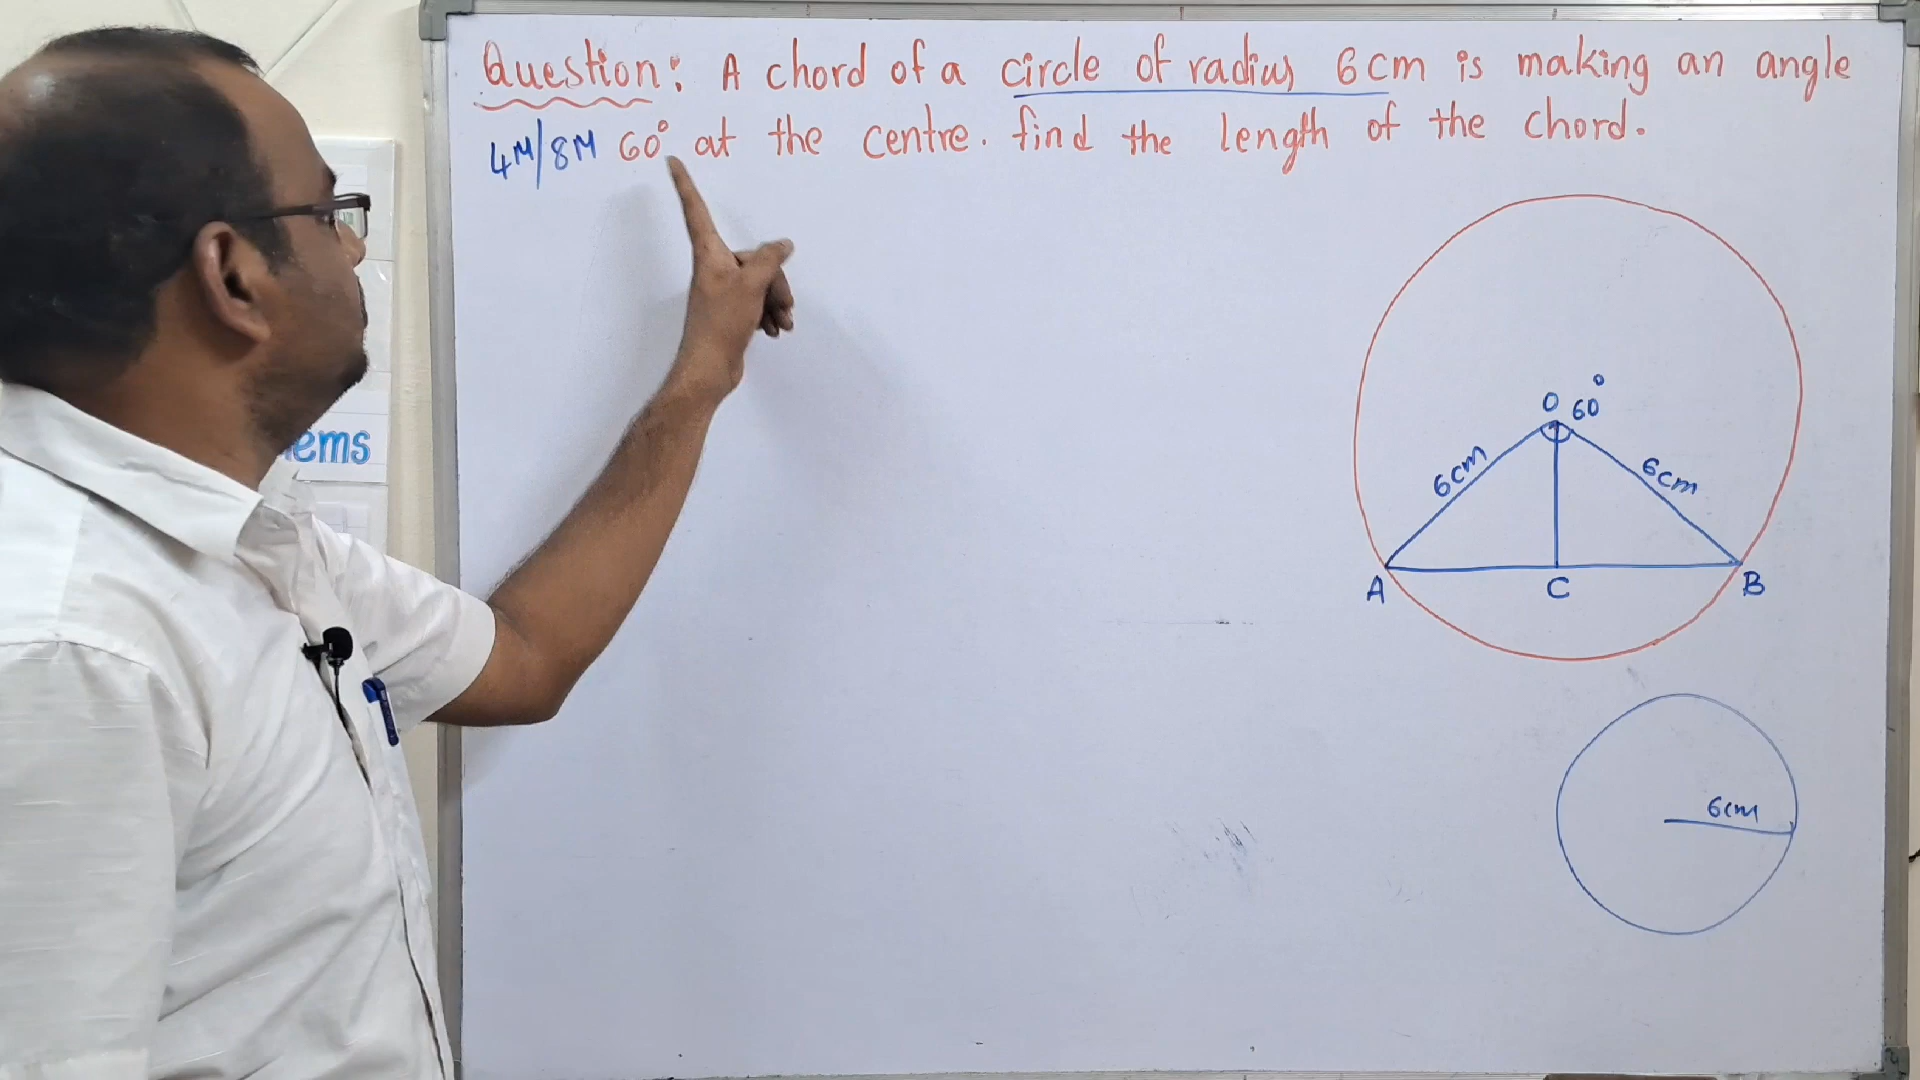 Question: A chord of a circle of radius 6cm is making an angle
4M/8M 60° at the centre. find the length of the chord.
ems
O 60°
6cm
6cm
A
C
B
6cm